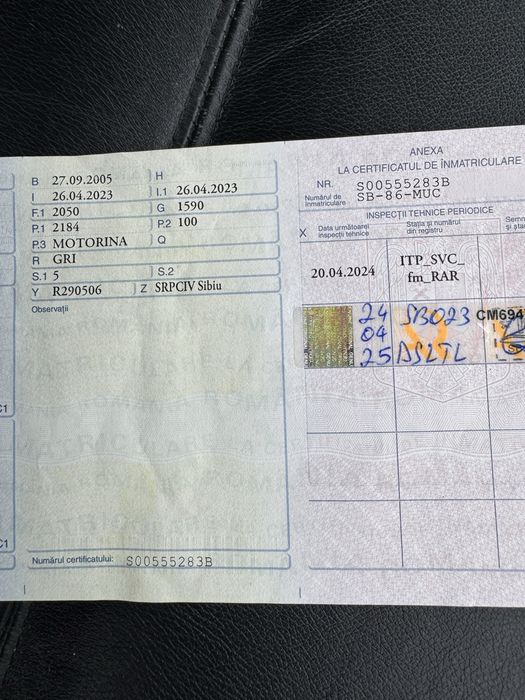 B 27.09.2005 H
I 26.04.2023 I.1 26.04.2023
F.1 2050 G 1590
P.1 2184 P.2 100
P.3 MOTORINA Q
R GRI
S.1 5 S.2
Y R290506 Z SRPCIV Sibiu
Observații
Numărul certificatului: S00555283B
C1
C1
ANEXA
LA CERTIFICATUL DE ÎNMATRICULARE
NR. S00555283B
Numărul de înmatriculare SB-86-MUC
INSPECȚII TEHNICE PERIODICE
X Data următoarei inspecții tehnice Stația și numărul din registru
20.04.2024 ITP_SVC_
fm_RAR
24 SB023 CM694
04
25